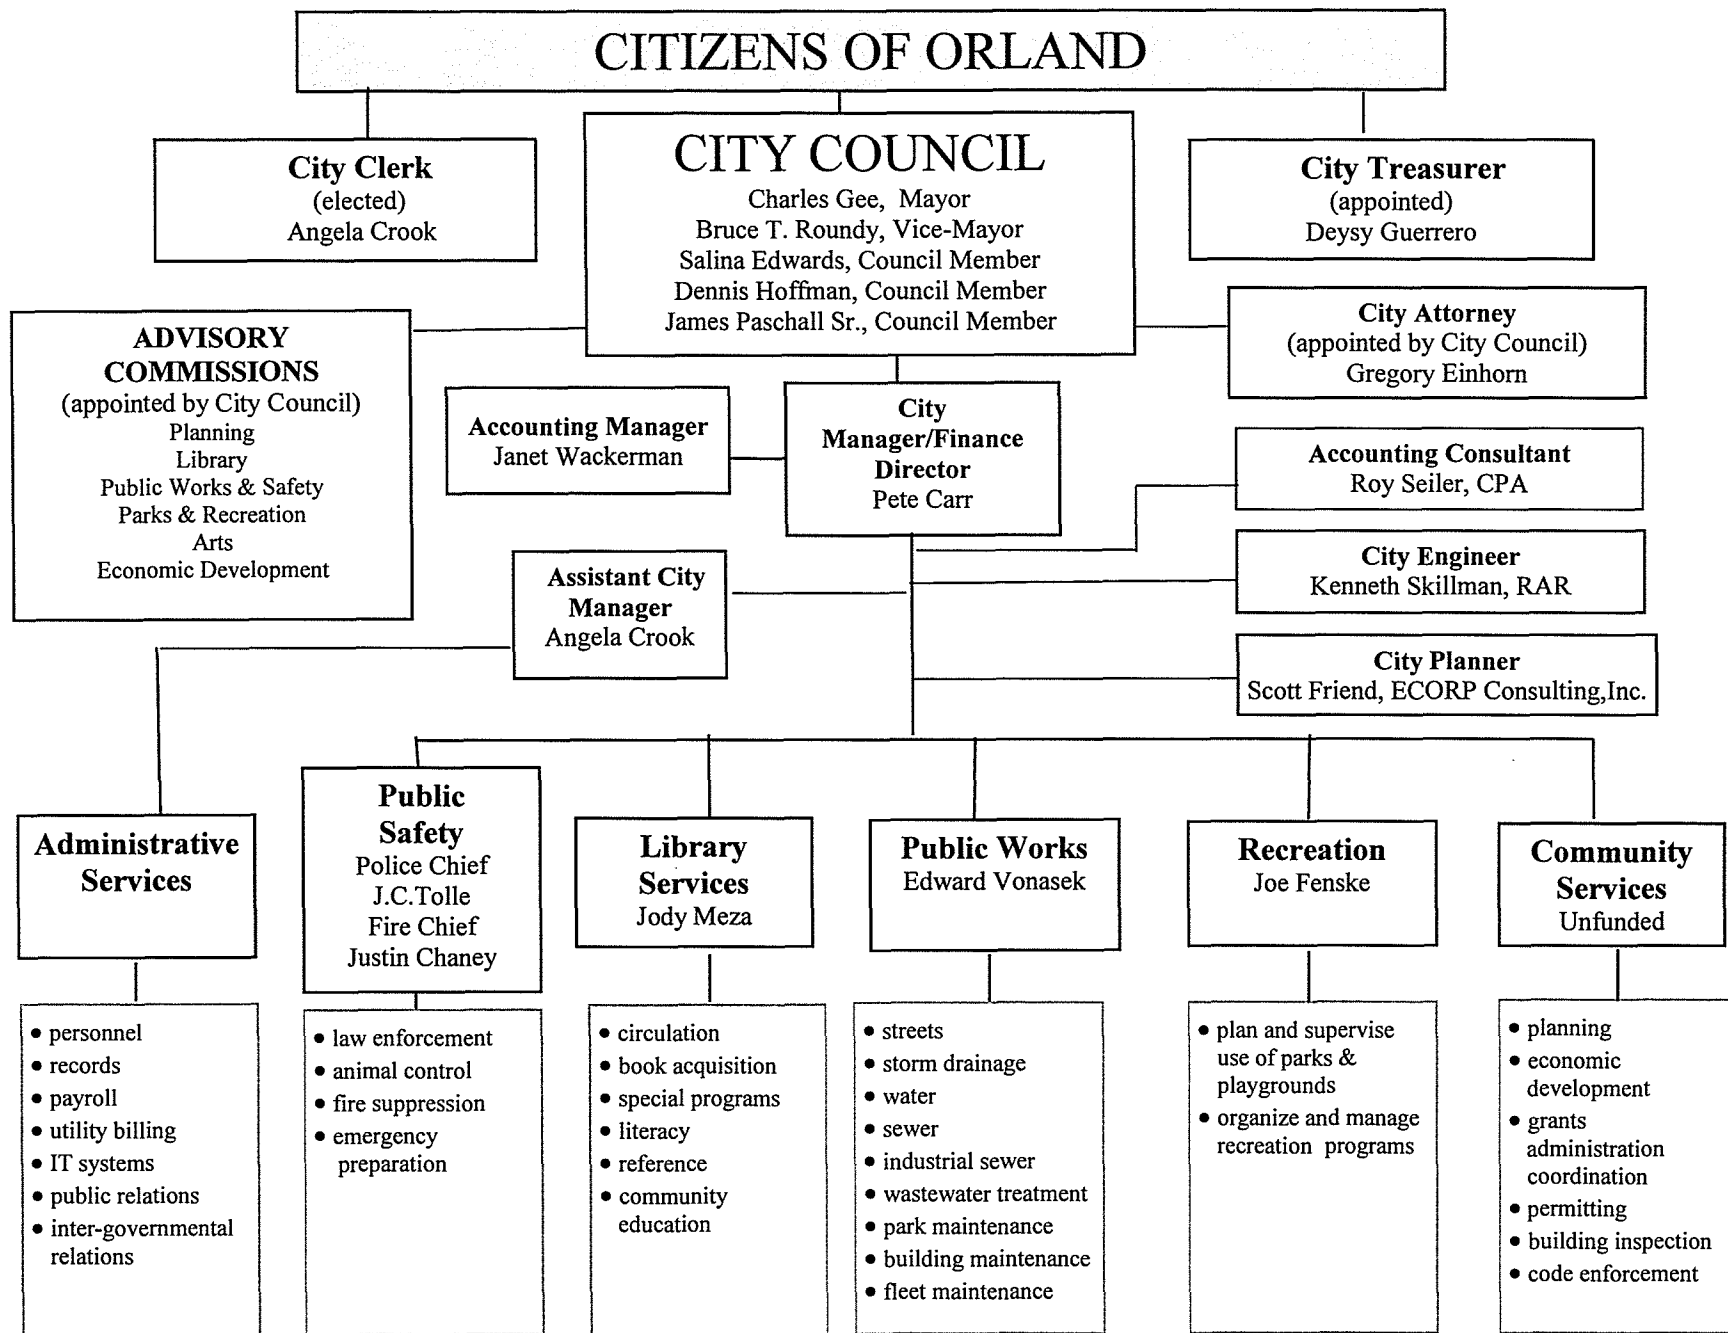 CITIZENS OF ORLAND
City Clerk
(elected)
Angela Crook
CITY COUNCIL
Charles Gee, Mayor
Bruce T. Roundy, Vice-Mayor
Salina Edwards, Council Member
Dennis Hoffman, Council Member
James Paschall Sr., Council Member
City Treasurer
(appointed)
Deysy Guerrero
ADVISORY
COMMISSIONS
(appointed by City Council)
Planning
Library
Public Works & Safety
Parks & Recreation
Arts
Economic Development
City Attorney
(appointed by City Council)
Gregory Einhorn
Accounting Manager
Janet Wackerman
City
Manager/Finance
Director
Pete Carr
Accounting Consultant
Roy Seiler, CPA
City Engineer
Kenneth Skillman, RAR
Assistant City
Manager
Angela Crook
City Planner
Scott Friend, ECORP Consulting,Inc.
Administrative
Services
Public
Safety
Police Chief
J.C.Tolle
Fire Chief
Justin Chaney
Library
Services
Jody Meza
Public Works
Edward Vonasek
Recreation
Joe Fenske
Community
Services
Unfunded
• personnel
• records
• payroll
• utility billing
• IT systems
• public relations
• inter-governmental
relations
• law enforcement
• animal control
• fire suppression
• emergency
preparation
• circulation
• book acquisition
• special programs
• literacy
• reference
• community
education
• streets
• storm drainage
• water
• sewer
• industrial sewer
• wastewater treatment
• park maintenance
• building maintenance
• fleet maintenance
• plan and supervise
use of parks &
playgrounds
• organize and manage
recreation programs
• planning
• economic
development
• grants
administration
coordination
• permitting
• building inspection
• code enforcement